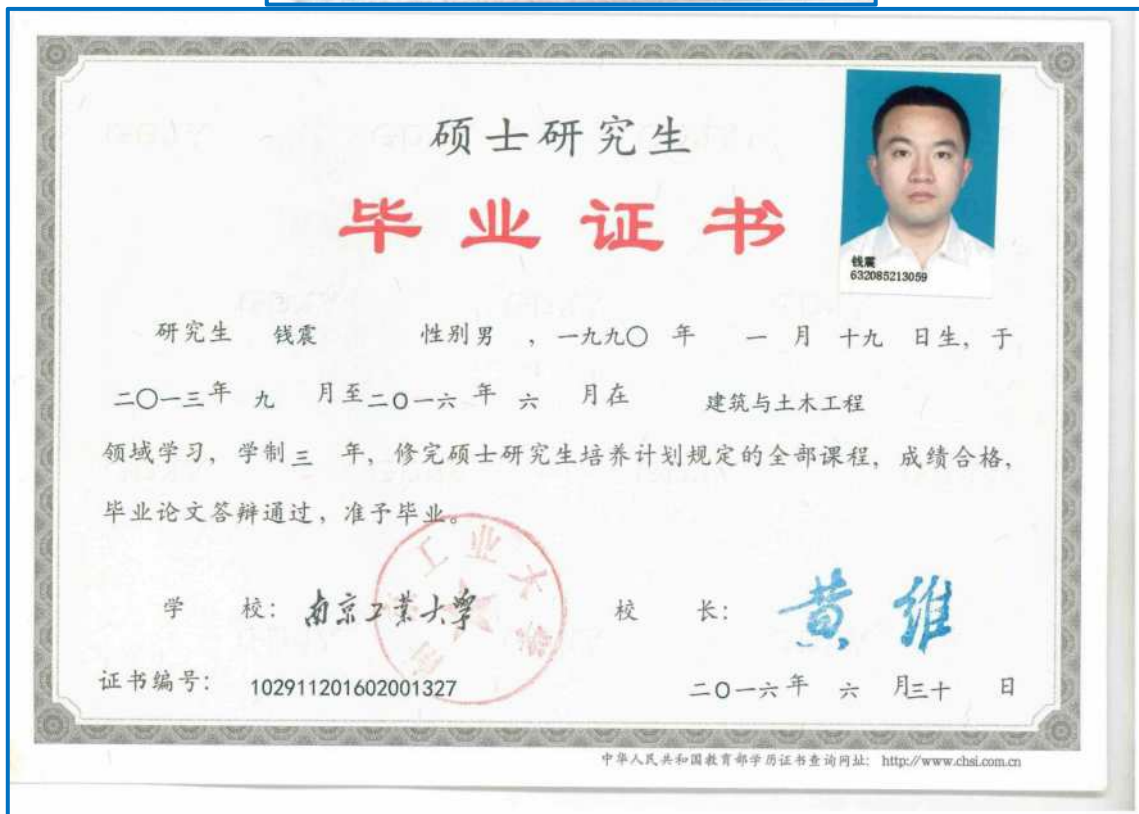 硕士研究生
毕业证书
钱震
632085213059
研究生 钱震 性别男 ，一九九〇 年 一 月 十九 日生，于
二〇一三年 九 月至二〇一六 年 六 月在 建筑与土木工程
领域学习，学制三 年，修完硕士研究生培养计划规定的全部课程，成绩合格，
毕业论文答辩通过，准予毕业。
学 校：南京工业大学 校 长：黄维
证书编号： 102911201602001327 二〇一六年 六 月三十 日
中华人民共和国教育部学历证书查询网址： http://www.chsi.com.cn